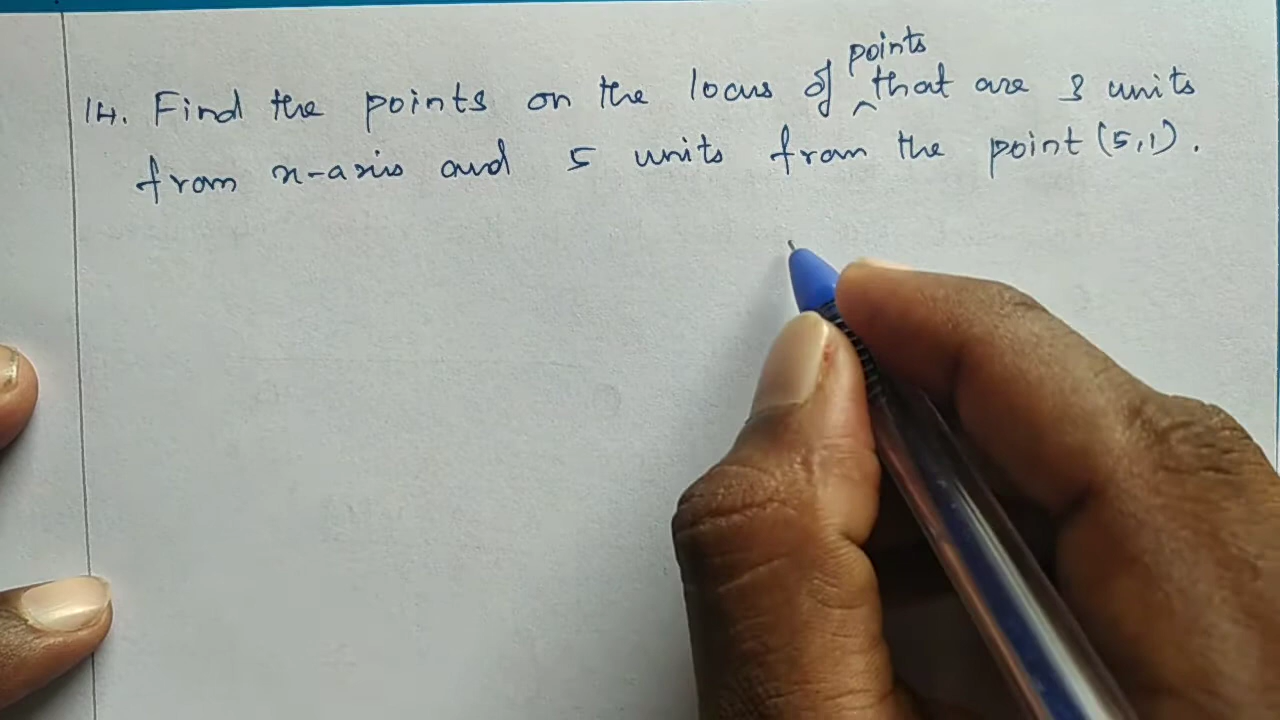 14. Find the points on the locus of points that are 3 units
from x-axis and 5 units from the point (5,1).